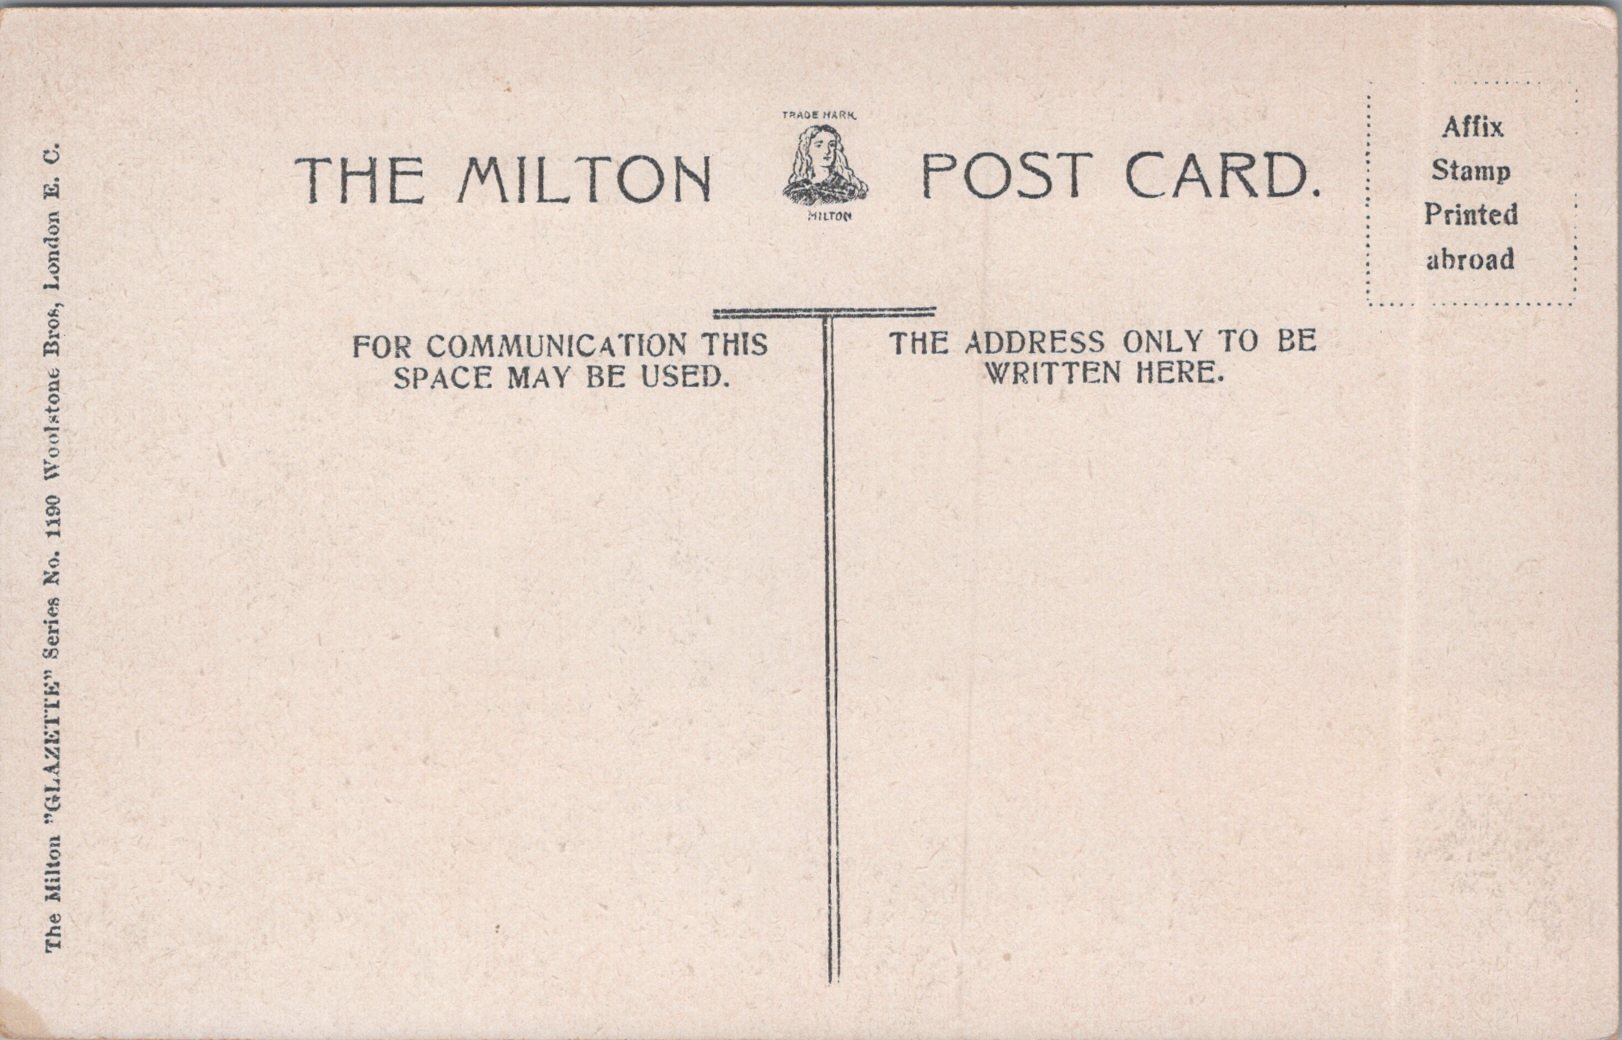 TRADE MARK.
THE MILTON POST CARD.
MILTON
Affix
Stamp
Printed
abroad
FOR COMMUNICATION THIS
SPACE MAY BE USED.
THE ADDRESS ONLY TO BE
WRITTEN HERE.
The Milton "GLAZETTE" Series No. 1190 Woolstone Bros, London E. C.